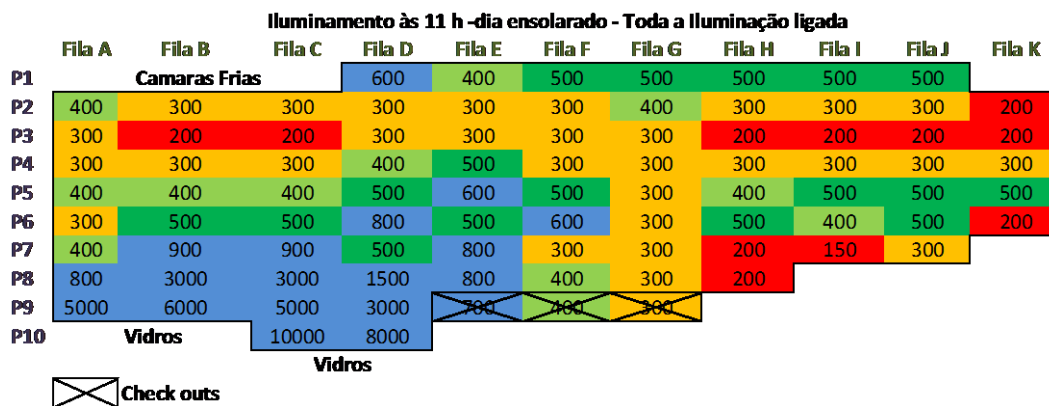 Iluminamento às 11 h -dia ensolarado - Toda a Iluminação ligada
Fila A Fila B Fila C Fila D Fila E Fila F Fila G Fila H Fila I Fila J Fila K
P1 Camaras Frias 600 400 500 500 500 500 500
P2 400 300 300 300 300 300 400 300 300 300 200
P3 300 200 200 300 300 300 300 200 200 200 200
P4 300 300 300 400 500 300 300 300 300 300 300
P5 400 400 400 500 600 500 300 400 500 500 500
P6 300 500 500 800 500 600 300 500 400 500 200
P7 400 900 900 500 800 300 300 200 150 300
P8 800 3000 3000 1500 800 400 300 200
P9 5000 6000 5000 3000 700 400 300
P10 Vidros 10000 8000
Vidros
Check outs